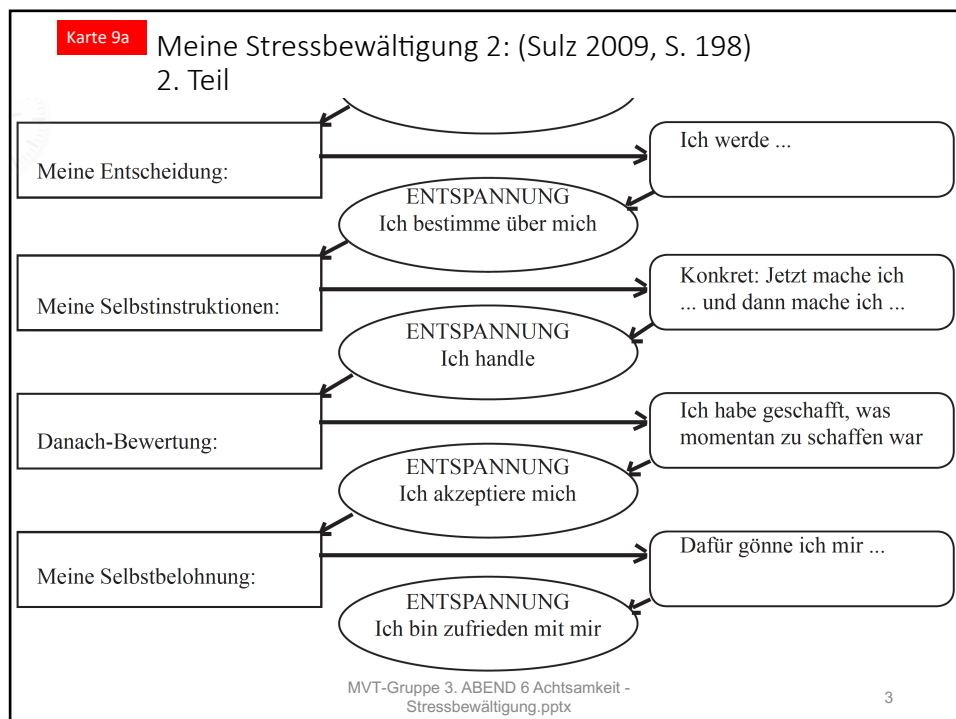 Karte 9a
Meine Stressbewältigung 2: (Sulz 2009, S. 198)
2. Teil
Meine Entscheidung:
Ich werde ...
ENTSPANNUNG
Ich bestimme über mich
Meine Selbstinstruktionen:
Konkret: Jetzt mache ich
... und dann mache ich ...
ENTSPANNUNG
Ich handle
Danach-Bewertung:
Ich habe geschafft, was
momentan zu schaffen war
ENTSPANNUNG
Ich akzeptiere mich
Meine Selbstbelohnung:
Dafür gönne ich mir ...
ENTSPANNUNG
Ich bin zufrieden mit mir
MVT-Gruppe 3. ABEND 6 Achtsamkeit -
Stressbewältigung.pptx
3